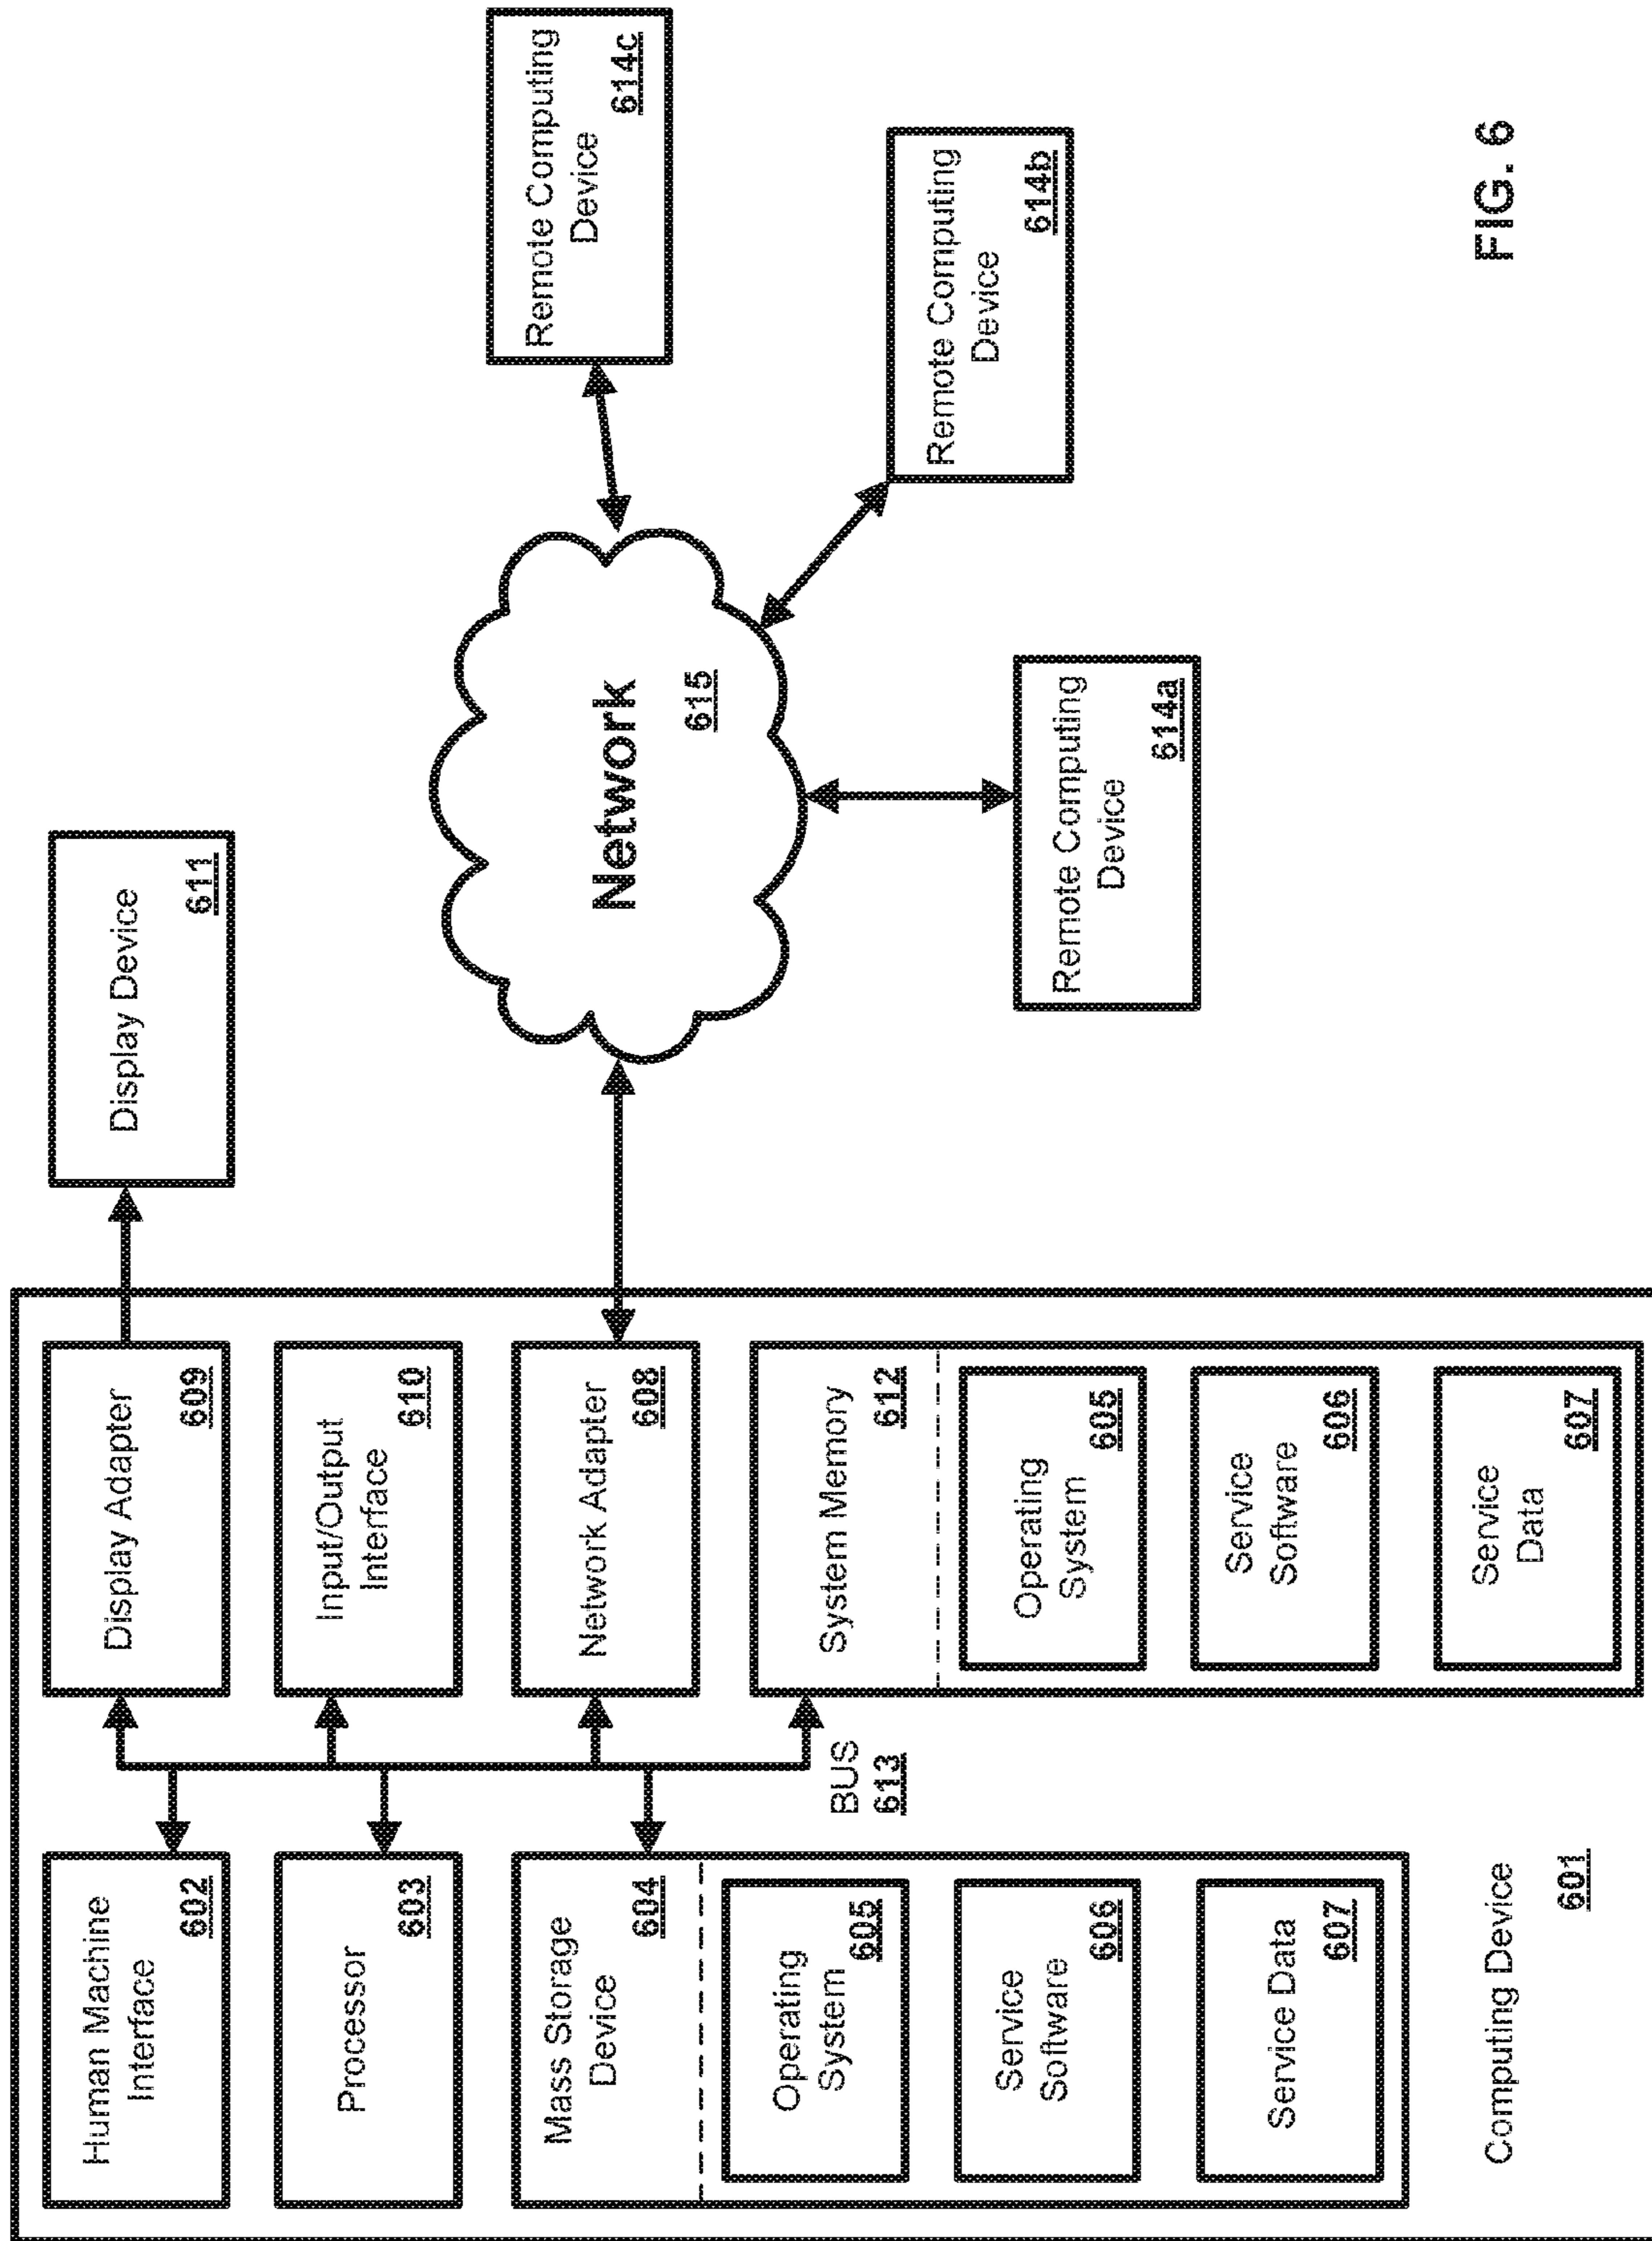 Human Machine
Interface
602
Processor
603
Mass Storage
Device
604
Operating
System
605
Service
Software
606
Service Data
607
Computing Device
601
BUS
613
Display Adapter
609
Input/Output
Interface
610
Network Adapter
608
System Memory
612
Operating
System
605
Service
Software
606
Service
Data
607
Display Device
611
Network
615
Remote Computing
Device
614a
Remote Computing
Device
614b
Remote Computing
Device
614c
FIG. 6